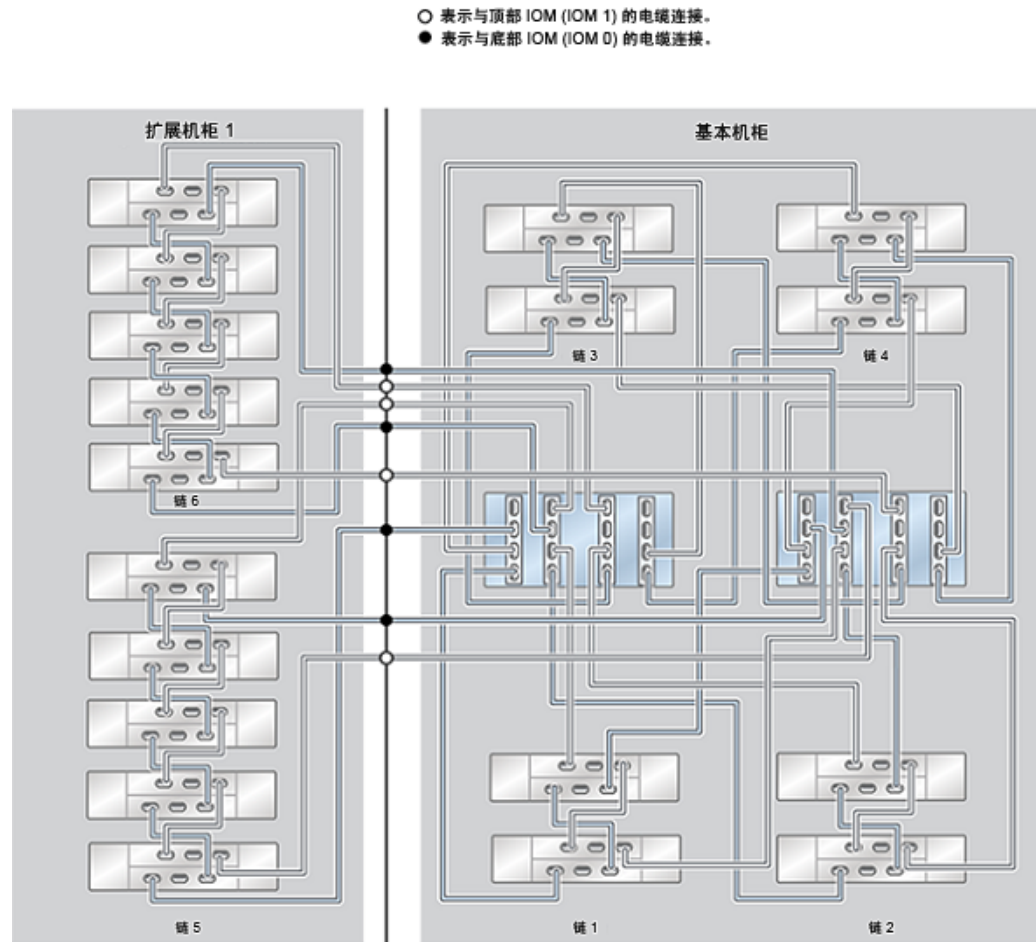 表示与顶部 IOM (IOM 1) 的电缆连接。
表示与底部 IOM (IOM 0) 的电缆连接。
扩展机柜 1
基本机柜
链 3
链 4
链 6
链 5
链 1
链 2